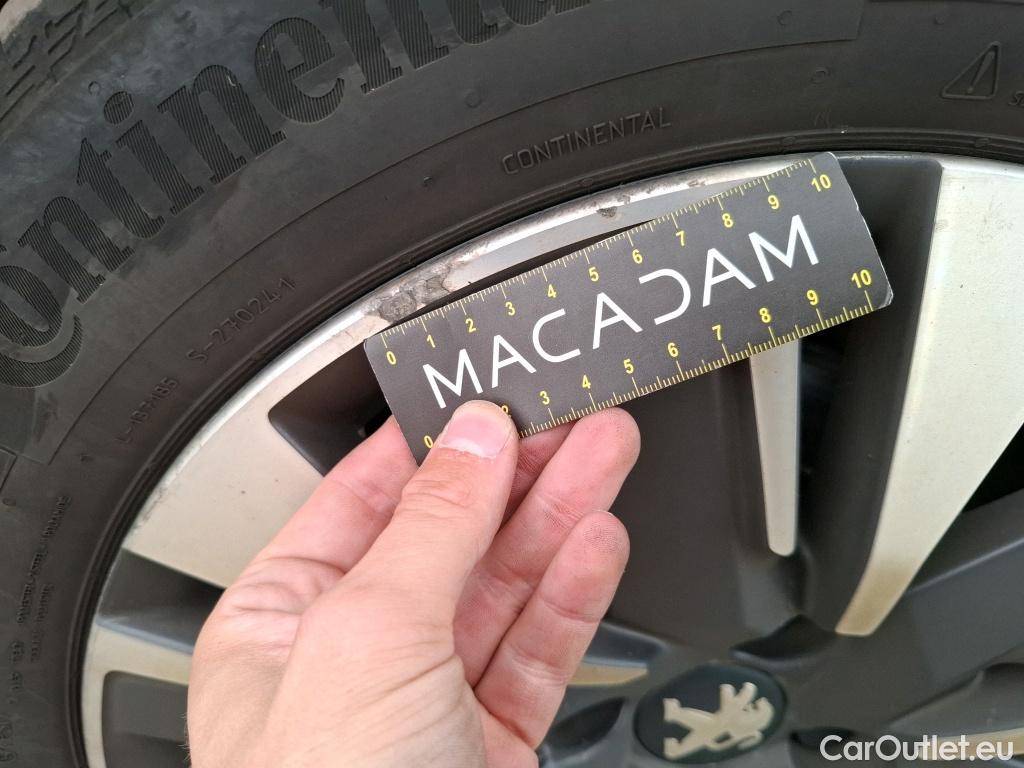 Continental
CONTINENTAL
S-270241
0 1 2 3 4 5 6 7 8 9 10
MACADAM
0 2 3 4 5 6 7 8 9 10
CarOutlet.eu